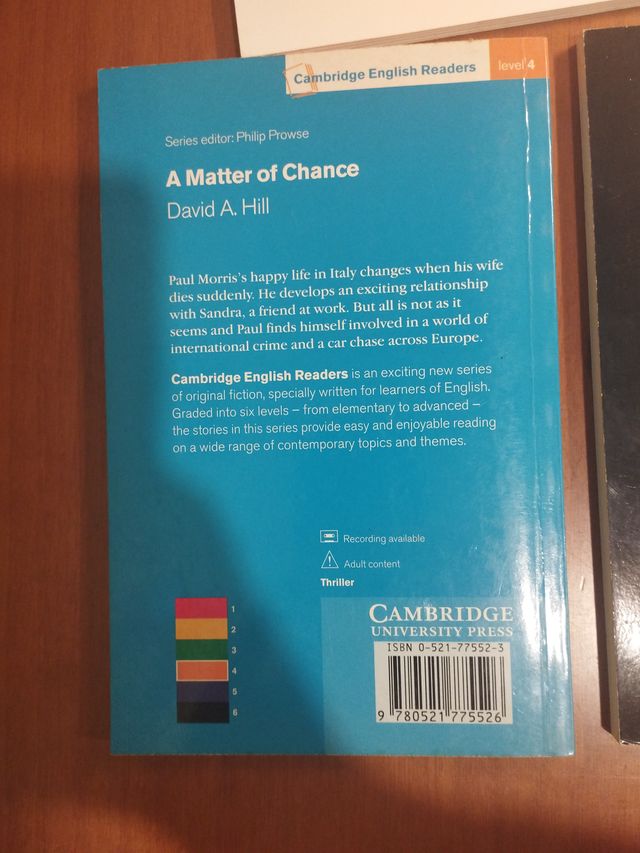 Cambridge English Readers level 4
Series editor: Philip Prowse
A Matter of Chance
David A. Hill
Paul Morris's happy life in Italy changes when his wife
dies suddenly. He develops an exciting relationship
with Sandra, a friend at work. But all is not as it
seems and Paul finds himself involved in a world of
international crime and a car chase across Europe.
Cambridge English Readers is an exciting new series
of original fiction, specially written for learners of English.
Graded into six levels – from elementary to advanced –
the stories in this series provide easy and enjoyable reading
on a wide range of contemporary topics and themes.
Recording available
Adult content
Thriller
1
2
3
4
5
6
CAMBRIDGE
UNIVERSITY PRESS
ISBN 0-521-77552-3
9 780521 775526